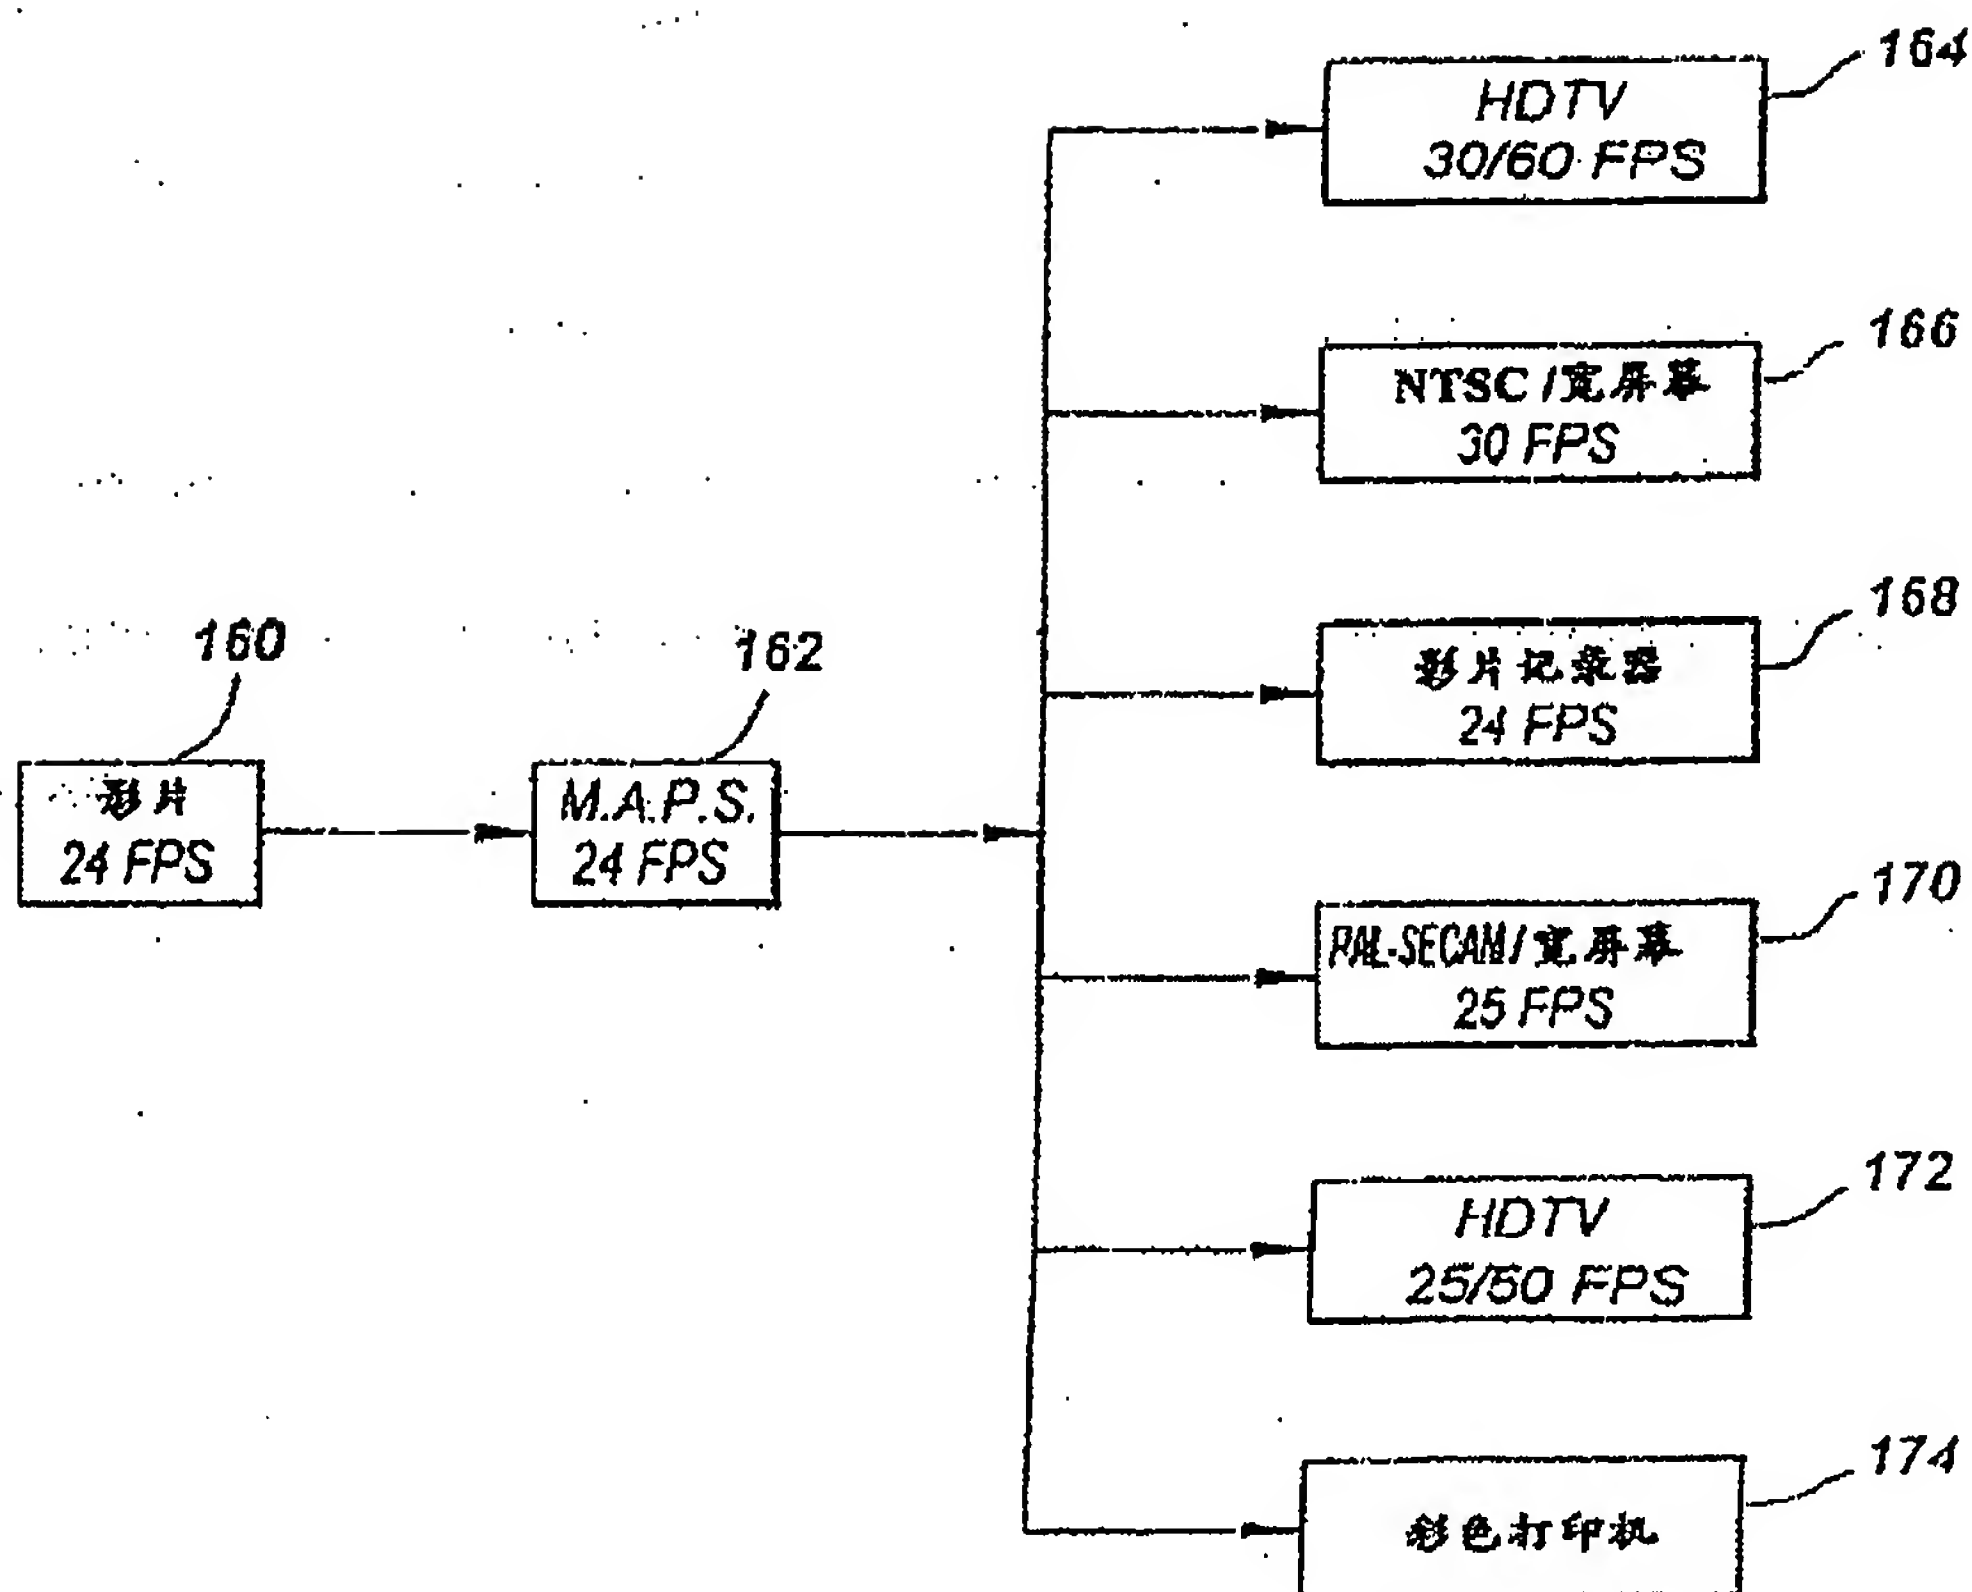 164
HDTV
30/60 FPS
166
NTSC /宽屏幕
30 FPS
168
影片记录器
24 FPS
160
影片
24 FPS
162
M.A.P.S.
24 FPS
170
PAL-SECAM/宽屏幕
25 FPS
172
HDTV
25/50 FPS
174
彩色打印机